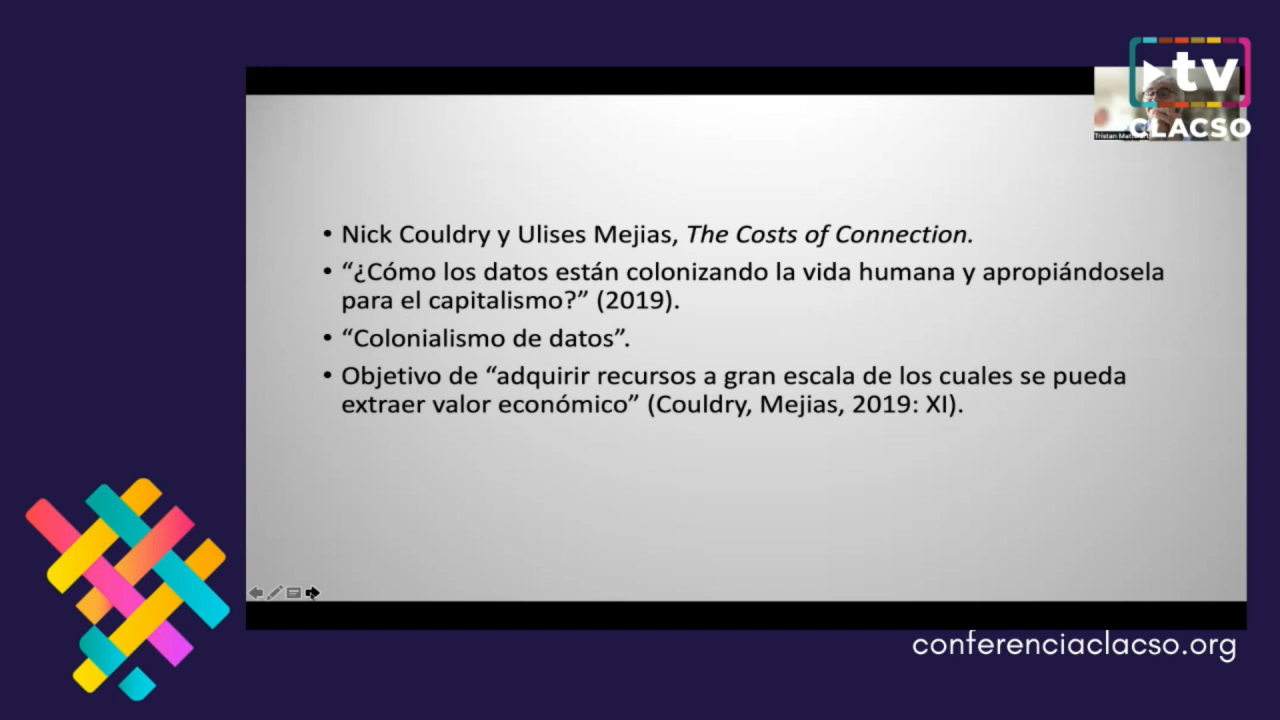 tv
CLACSO
Tristan
• Nick Couldry y Ulises Mejias, The Costs of Connection.
• “¿Cómo los datos están colonizando la vida humana y apropiándosela
para el capitalismo?” (2019).
• “Colonialismo de datos”.
• Objetivo de “adquirir recursos a gran escala de los cuales se pueda
extraer valor económico” (Couldry, Mejias, 2019: XI).
conferenciaclacso.org